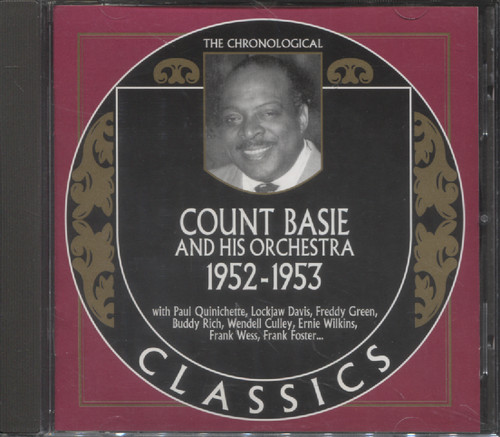 THE CHRONOLOGICAL
COUNT BASIE
AND HIS ORCHESTRA
1952-1953
with Paul Quinichette, Lockjaw Davis, Freddy Green,
Buddy Rich, Wendell Culley, Ernie Wilkins,
Frank Wess, Frank Foster...
CLASSICS